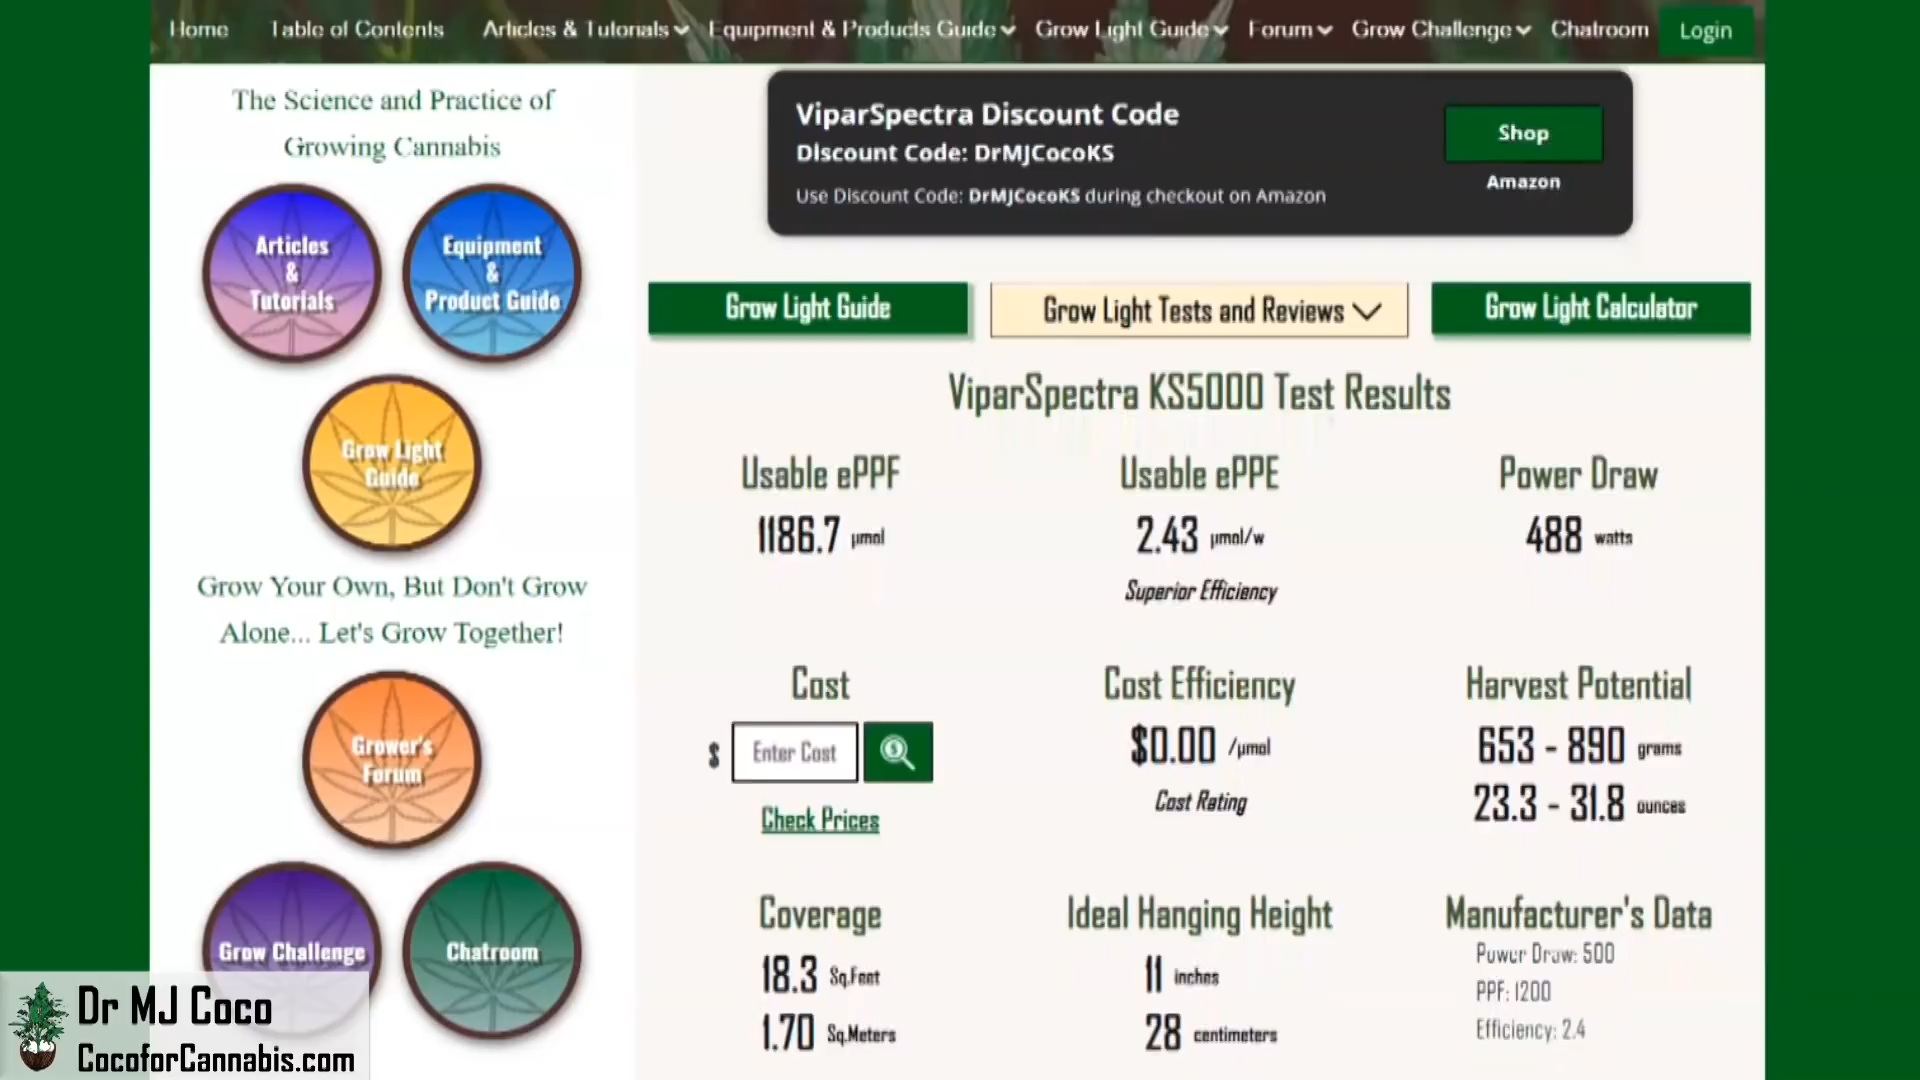 Home Table of Contents Articles & Tutorials Equipment & Products Guide Grow Light Guide Forum Grow Challenge Chatroom Login
The Science and Practice of
Growing Cannabis
Articles
&
Tutorials
Equipment
&
Product Guide
Grow Light
Guide
Grow Your Own, But Don't Grow
Alone... Let's Grow Together!
Grower's
Forum
Grow Challenge
Chatroom
ViparSpectra Discount Code
Discount Code: DrMJCocoKS
Use Discount Code: DrMJCocoKS during checkout on Amazon
Shop
Amazon
Grow Light Guide
Grow Light Tests and Reviews
Grow Light Calculator
ViparSpectra KS5000 Test Results
Usable ePPF
1186.7 µmol
Usable ePPE
2.43 µmol/w
Superior Efficiency
Power Draw
488 watts
Cost
$ Enter Cost
Check Prices
Cost Efficiency
$0.00 /µmol
Cost Rating
Harvest Potential
653 - 890 grams
23.3 - 31.8 ounces
Coverage
18.3 Sq.Feet
1.70 Sq.Meters
Ideal Hanging Height
11 inches
28 centimeters
Manufacturer's Data
Power Draw: 500
PPF: 1200
Efficiency: 2.4
Dr MJ Coco
CocoforCannabis.com